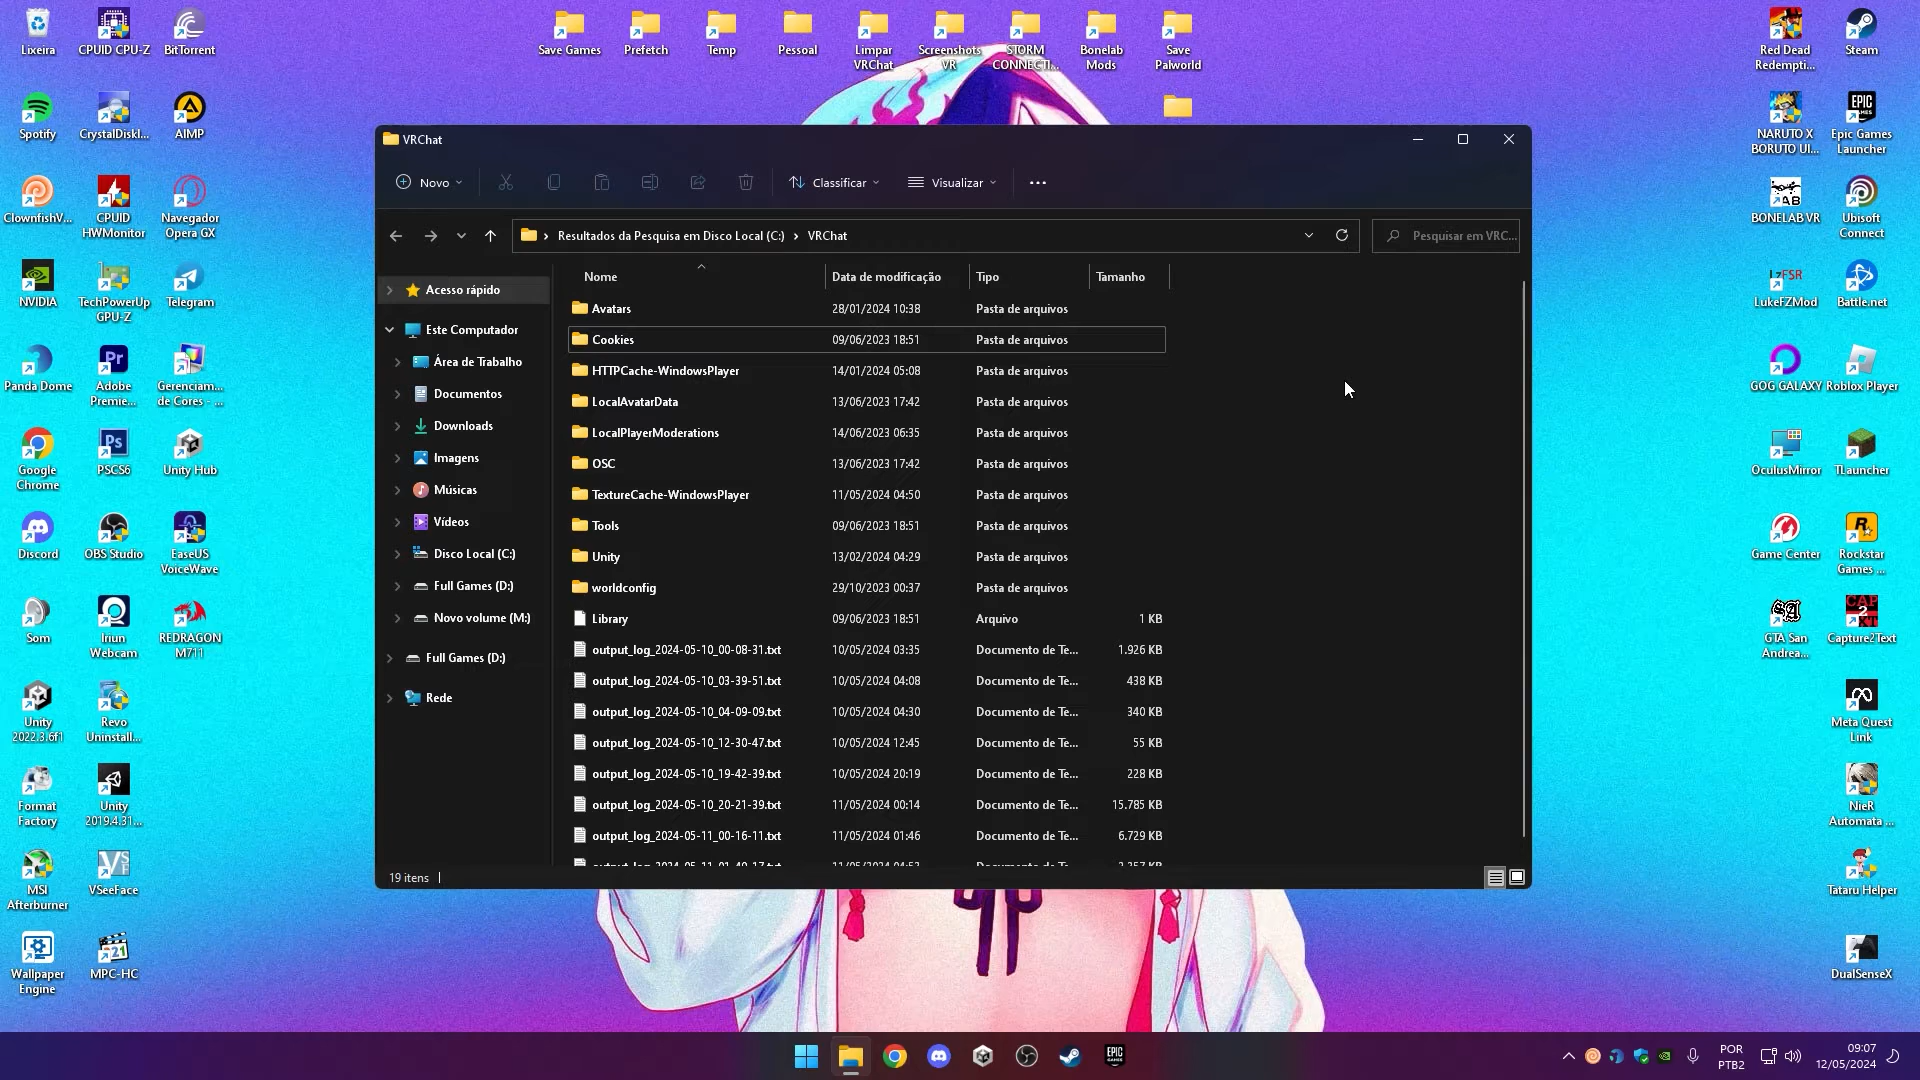 Lixeira
CPUID CPU-Z
BitTorrent
Save Games
Prefetch
Temp
Pessoal
Limpar
VRChat
Screenshots
VR
STORM
CONNECTI...
Bonelab
Mods
Save
Palworld
Red Dead
Redempti...
Steam
Spotify
CrystalDiskI...
AIMP
NARUTO X
BORUTO Ul...
EPIC
GAMES
Epic Games
Launcher
ClownfishV...
CPUID
HWMonitor
Navegador
Opera GX
BONELAB VR
Ubisoft
Connect
NVIDIA
TechPowerUp
GPU-Z
Telegram
LzFSR
LukeFZMod
Battle.net
Panda Dome
Pr
Adobe
Premie...
Gerenciam...
de Cores - ...
GOG GALAXY
Roblox Player
Google
Chrome
Ps
PSCS6
Unity Hub
OculusMirror
TLauncher
Discord
OBS Studio
EaseUS
VoiceWave
Game Center
Rockstar
Games ...
Som
Iriun
Webcam
REDRAGON
M711
GTA San
Andrea...
CAP
2
Capture2Text
Unity
2022.3.6f1
Revo
Uninstall...
Meta Quest
Link
Format
Factory
Unity
2019.4.31...
NieR
Automata ...
MSI
Afterburner
VSeeFace
Tataru Helper
Wallpaper
Engine
321
MPC-HC
DualSenseX
VRChat
Novo
Classificar
Visualizar
Resultados da Pesquisa em Disco Local (C:) > VRChat
Pesquisar em VRC...
Acesso rápido
Este Computador
Área de Trabalho
Documentos
Downloads
Imagens
Músicas
Vídeos
Disco Local (C:)
Full Games (D:)
Novo volume (M:)
Full Games (D:)
Rede
Nome Data de modificação Tipo Tamanho
Avatars 28/01/2024 10:38 Pasta de arquivos
Cookies 09/06/2023 18:51 Pasta de arquivos
HTTPCache-WindowsPlayer 14/01/2024 05:08 Pasta de arquivos
LocalAvatarData 13/06/2023 17:42 Pasta de arquivos
LocalPlayerModerations 14/06/2023 06:35 Pasta de arquivos
OSC 13/06/2023 17:42 Pasta de arquivos
TextureCache-WindowsPlayer 11/05/2024 04:50 Pasta de arquivos
Tools 09/06/2023 18:51 Pasta de arquivos
Unity 13/02/2024 04:29 Pasta de arquivos
worldconfig 29/10/2023 00:37 Pasta de arquivos
Library 09/06/2023 18:51 Arquivo 1 KB
output_log_2024-05-10_00-08-31.txt 10/05/2024 03:35 Documento de Te... 1.926 KB
output_log_2024-05-10_03-39-51.txt 10/05/2024 04:08 Documento de Te... 438 KB
output_log_2024-05-10_04-09-09.txt 10/05/2024 04:30 Documento de Te... 340 KB
output_log_2024-05-10_12-30-47.txt 10/05/2024 12:45 Documento de Te... 55 KB
output_log_2024-05-10_19-42-39.txt 10/05/2024 20:19 Documento de Te... 228 KB
output_log_2024-05-10_20-21-39.txt 11/05/2024 00:14 Documento de Te... 15.785 KB
output_log_2024-05-11_00-16-11.txt 11/05/2024 01:46 Documento de Te... 6.729 KB
19 itens
EPIC
GAMES
POR
PTB2
09:07
12/05/2024